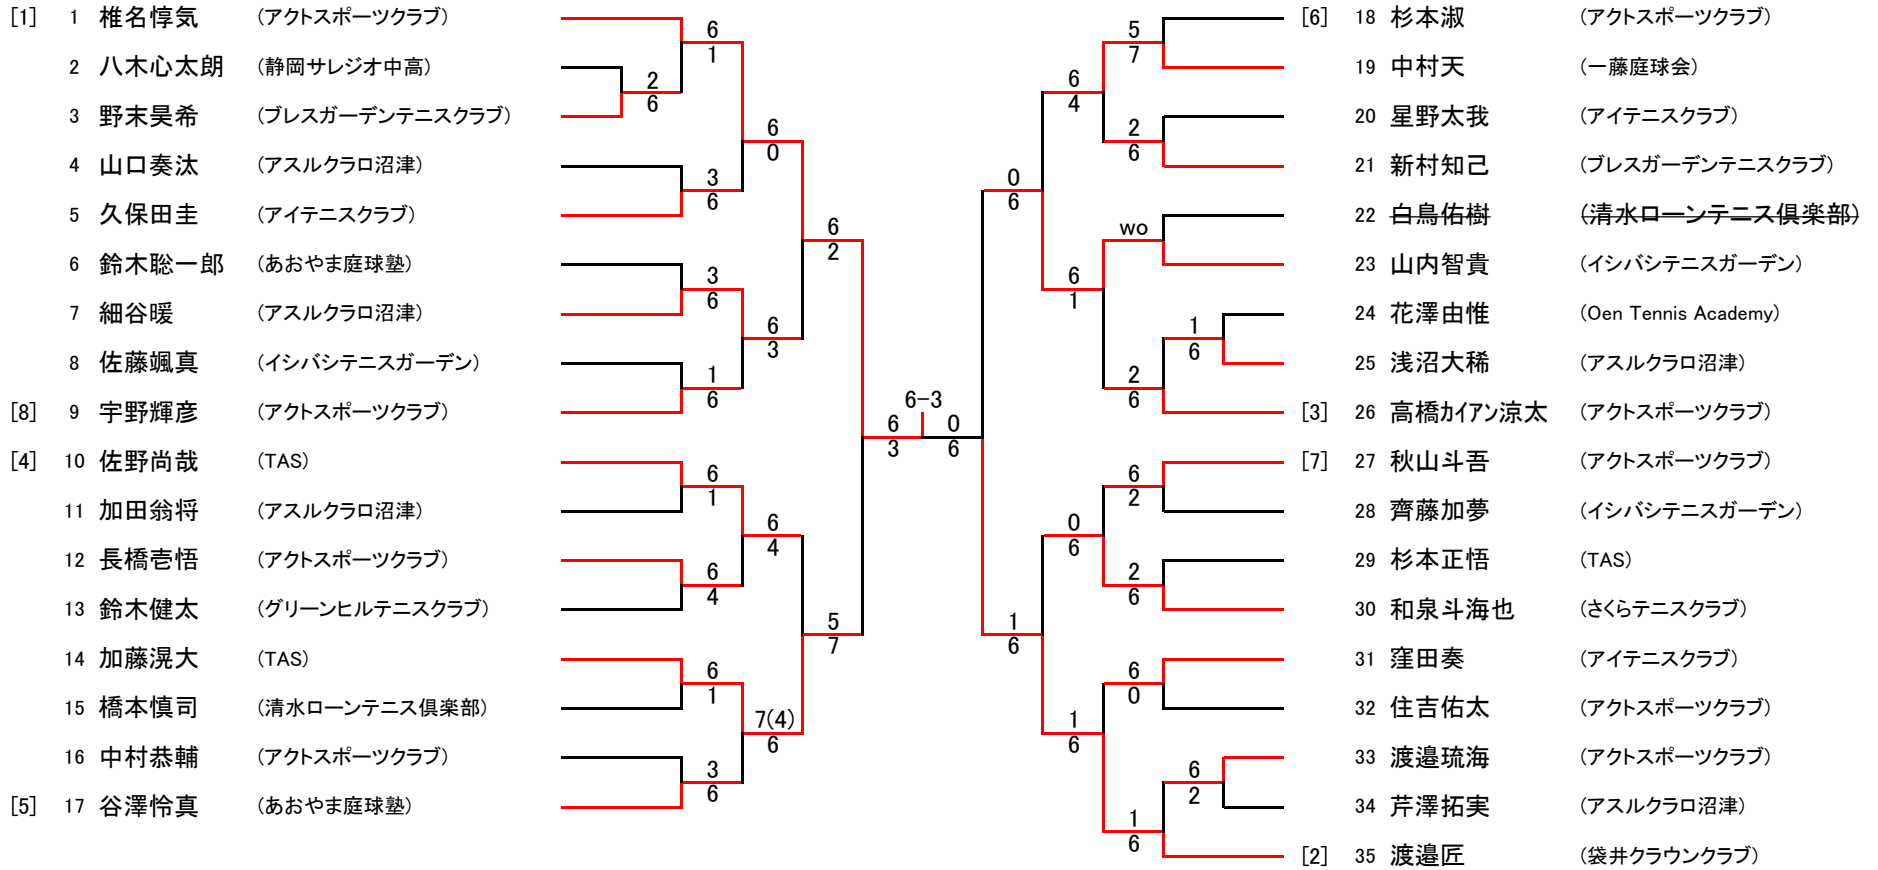 [1] 1 椎名惇気 (アクトスポーツクラブ)
2 八木心太朗 (静岡サレジオ中高)
3 野末昊希 (ブレスガーデンテニスクラブ)
4 山口奏汰 (アスルクラロ沼津)
5 久保田圭 (アイテニスクラブ)
6 鈴木聡一郎 (あおやま庭球塾)
7 細谷暖 (アスルクラロ沼津)
8 佐藤颯真 (イシバシテニスガーデン)
[8] 9 宇野輝彦 (アクトスポーツクラブ)
[4] 10 佐野尚哉 (TAS)
11 加田翁将 (アスルクラロ沼津)
12 長橋壱悟 (アクトスポーツクラブ)
13 鈴木健太 (グリーンヒルテニスクラブ)
14 加藤滉大 (TAS)
15 橋本慎司 (清水ローンテニス倶楽部)
16 中村恭輔 (アクトスポーツクラブ)
[5] 17 谷澤怜真 (あおやま庭球塾)
2
6
6
1
3
6
3
6
1
6
6
1
6
4
6
1
3
6
6
0
6
3
6
4
7(4)
6
6
2
5
7
6
3
6-3
0
6
0
6
1
6
6
4
6
1
0
6
1
6
5
7
2
6
wo
2
6
1
6
6
2
2
6
6
0
1
6
6
2
[6] 18 杉本淑 (アクトスポーツクラブ)
19 中村天 (一藤庭球会)
20 星野太我 (アイテニスクラブ)
21 新村知己 (ブレスガーデンテニスクラブ)
22 白鳥佑樹 (清水ローンテニス倶楽部)
23 山内智貴 (イシバシテニスガーデン)
24 花澤由惟 (Oen Tennis Academy)
25 浅沼大稀 (アスルクラロ沼津)
[3] 26 高橋カイアン涼太 (アクトスポーツクラブ)
[7] 27 秋山斗吾 (アクトスポーツクラブ)
28 齊藤加夢 (イシバシテニスガーデン)
29 杉本正悟 (TAS)
30 和泉斗海也 (さくらテニスクラブ)
31 窪田奏 (アイテニスクラブ)
32 住吉佑太 (アクトスポーツクラブ)
33 渡邉琉海 (アクトスポーツクラブ)
34 芹澤拓実 (アスルクラロ沼津)
[2] 35 渡邉匠 (袋井クラウンクラブ)